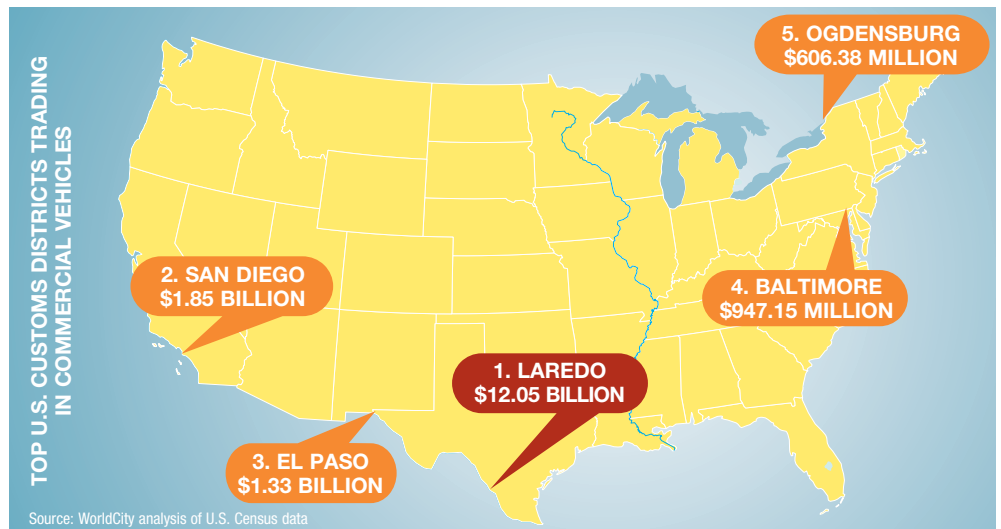 TOP U.S. CUSTOMS DISTRICTS TRADING
IN COMMERCIAL VEHICLES
5. OGDENSBURG
$606.38 MILLION
2. SAN DIEGO
$1.85 BILLION
4. BALTIMORE
$947.15 MILLION
1. LAREDO
$12.05 BILLION
3. EL PASO
$1.33 BILLION
Source: WorldCity analysis of U.S. Census data